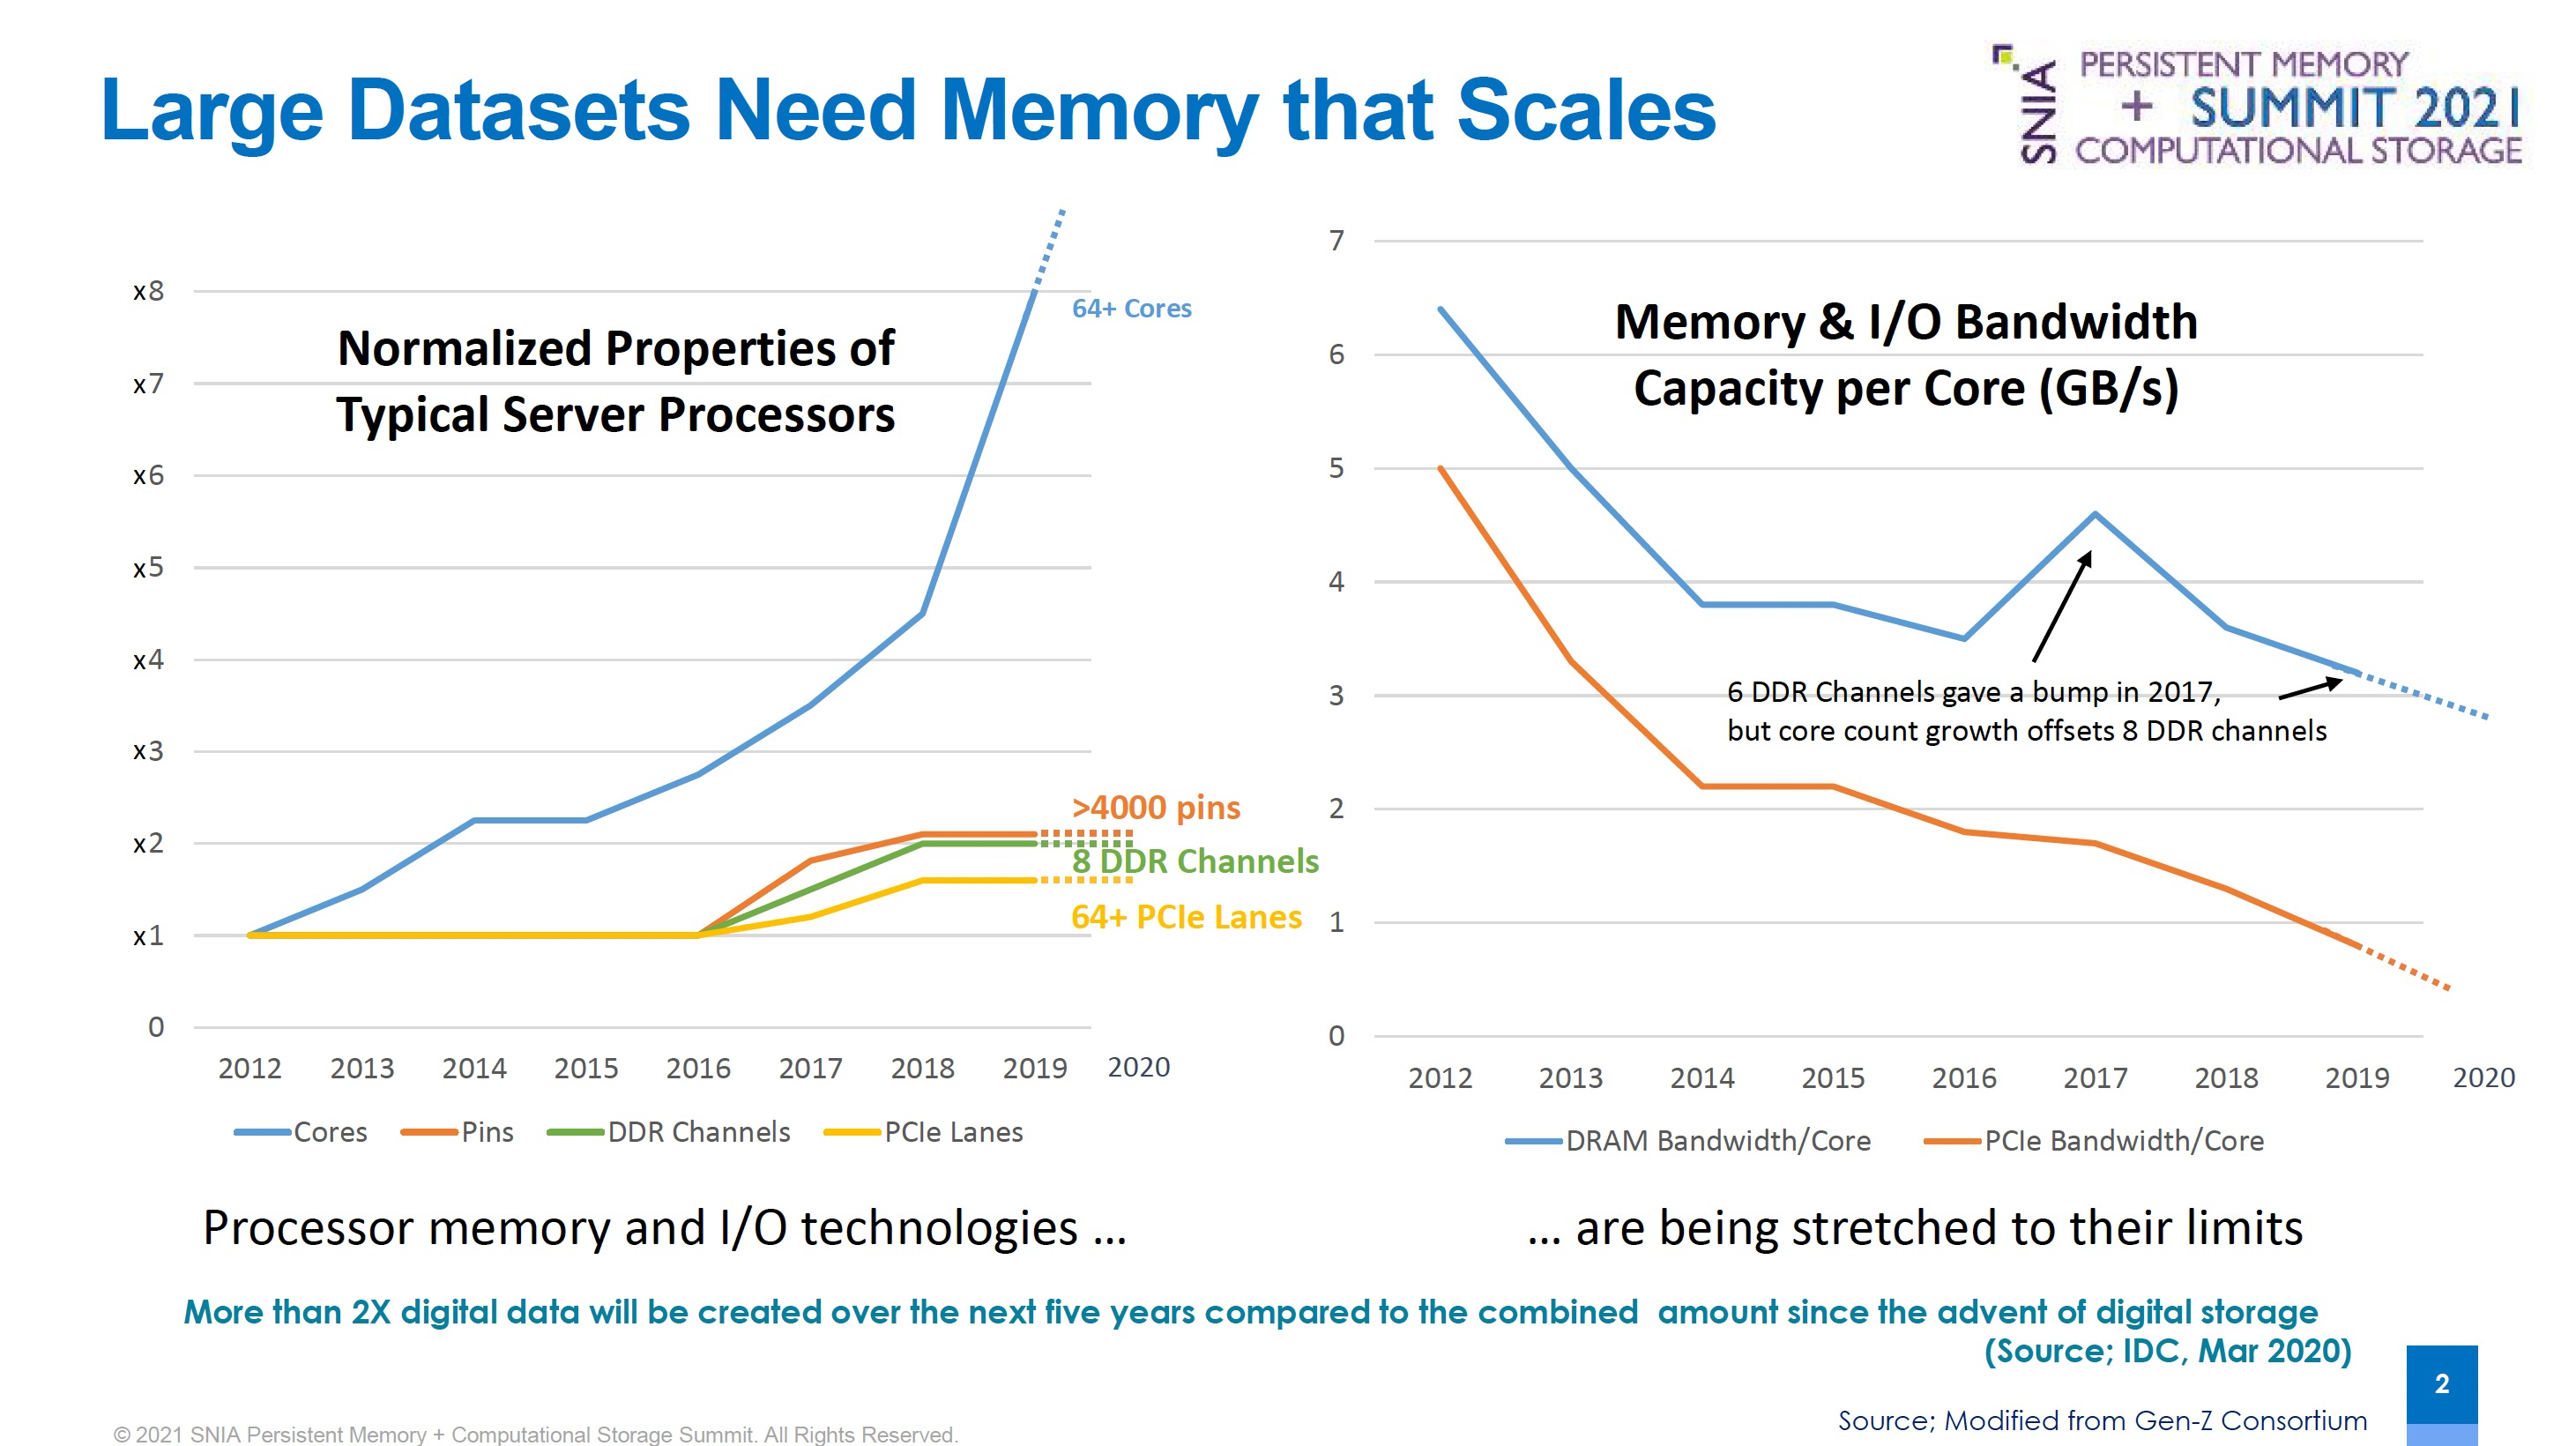 Large Datasets Need Memory that Scales
SNIA
PERSISTENT MEMORY
+ SUMMIT 2021
COMPUTATIONAL STORAGE
Normalized Properties of
Typical Server Processors
x8
x7
x6
x5
x4
x3
x2
x1
0
64+ Cores
>4000 pins
8 DDR Channels
64+ PCIe Lanes
2012 2013 2014 2015 2016 2017 2018 2019 2020
Cores Pins DDR Channels PCIe Lanes
Memory & I/O Bandwidth
Capacity per Core (GB/s)
7
6
5
4
3
2
1
0
6 DDR Channels gave a bump in 2017,
but core count growth offsets 8 DDR channels
2012 2013 2014 2015 2016 2017 2018 2019 2020
DRAM Bandwidth/Core PCIe Bandwidth/Core
Processor memory and I/O technologies ...
... are being stretched to their limits
More than 2X digital data will be created over the next five years compared to the combined amount since the advent of digital storage
(Source; IDC, Mar 2020)
2
Source; Modified from Gen-Z Consortium
© 2021 SNIA Persistent Memory + Computational Storage Summit. All Rights Reserved.